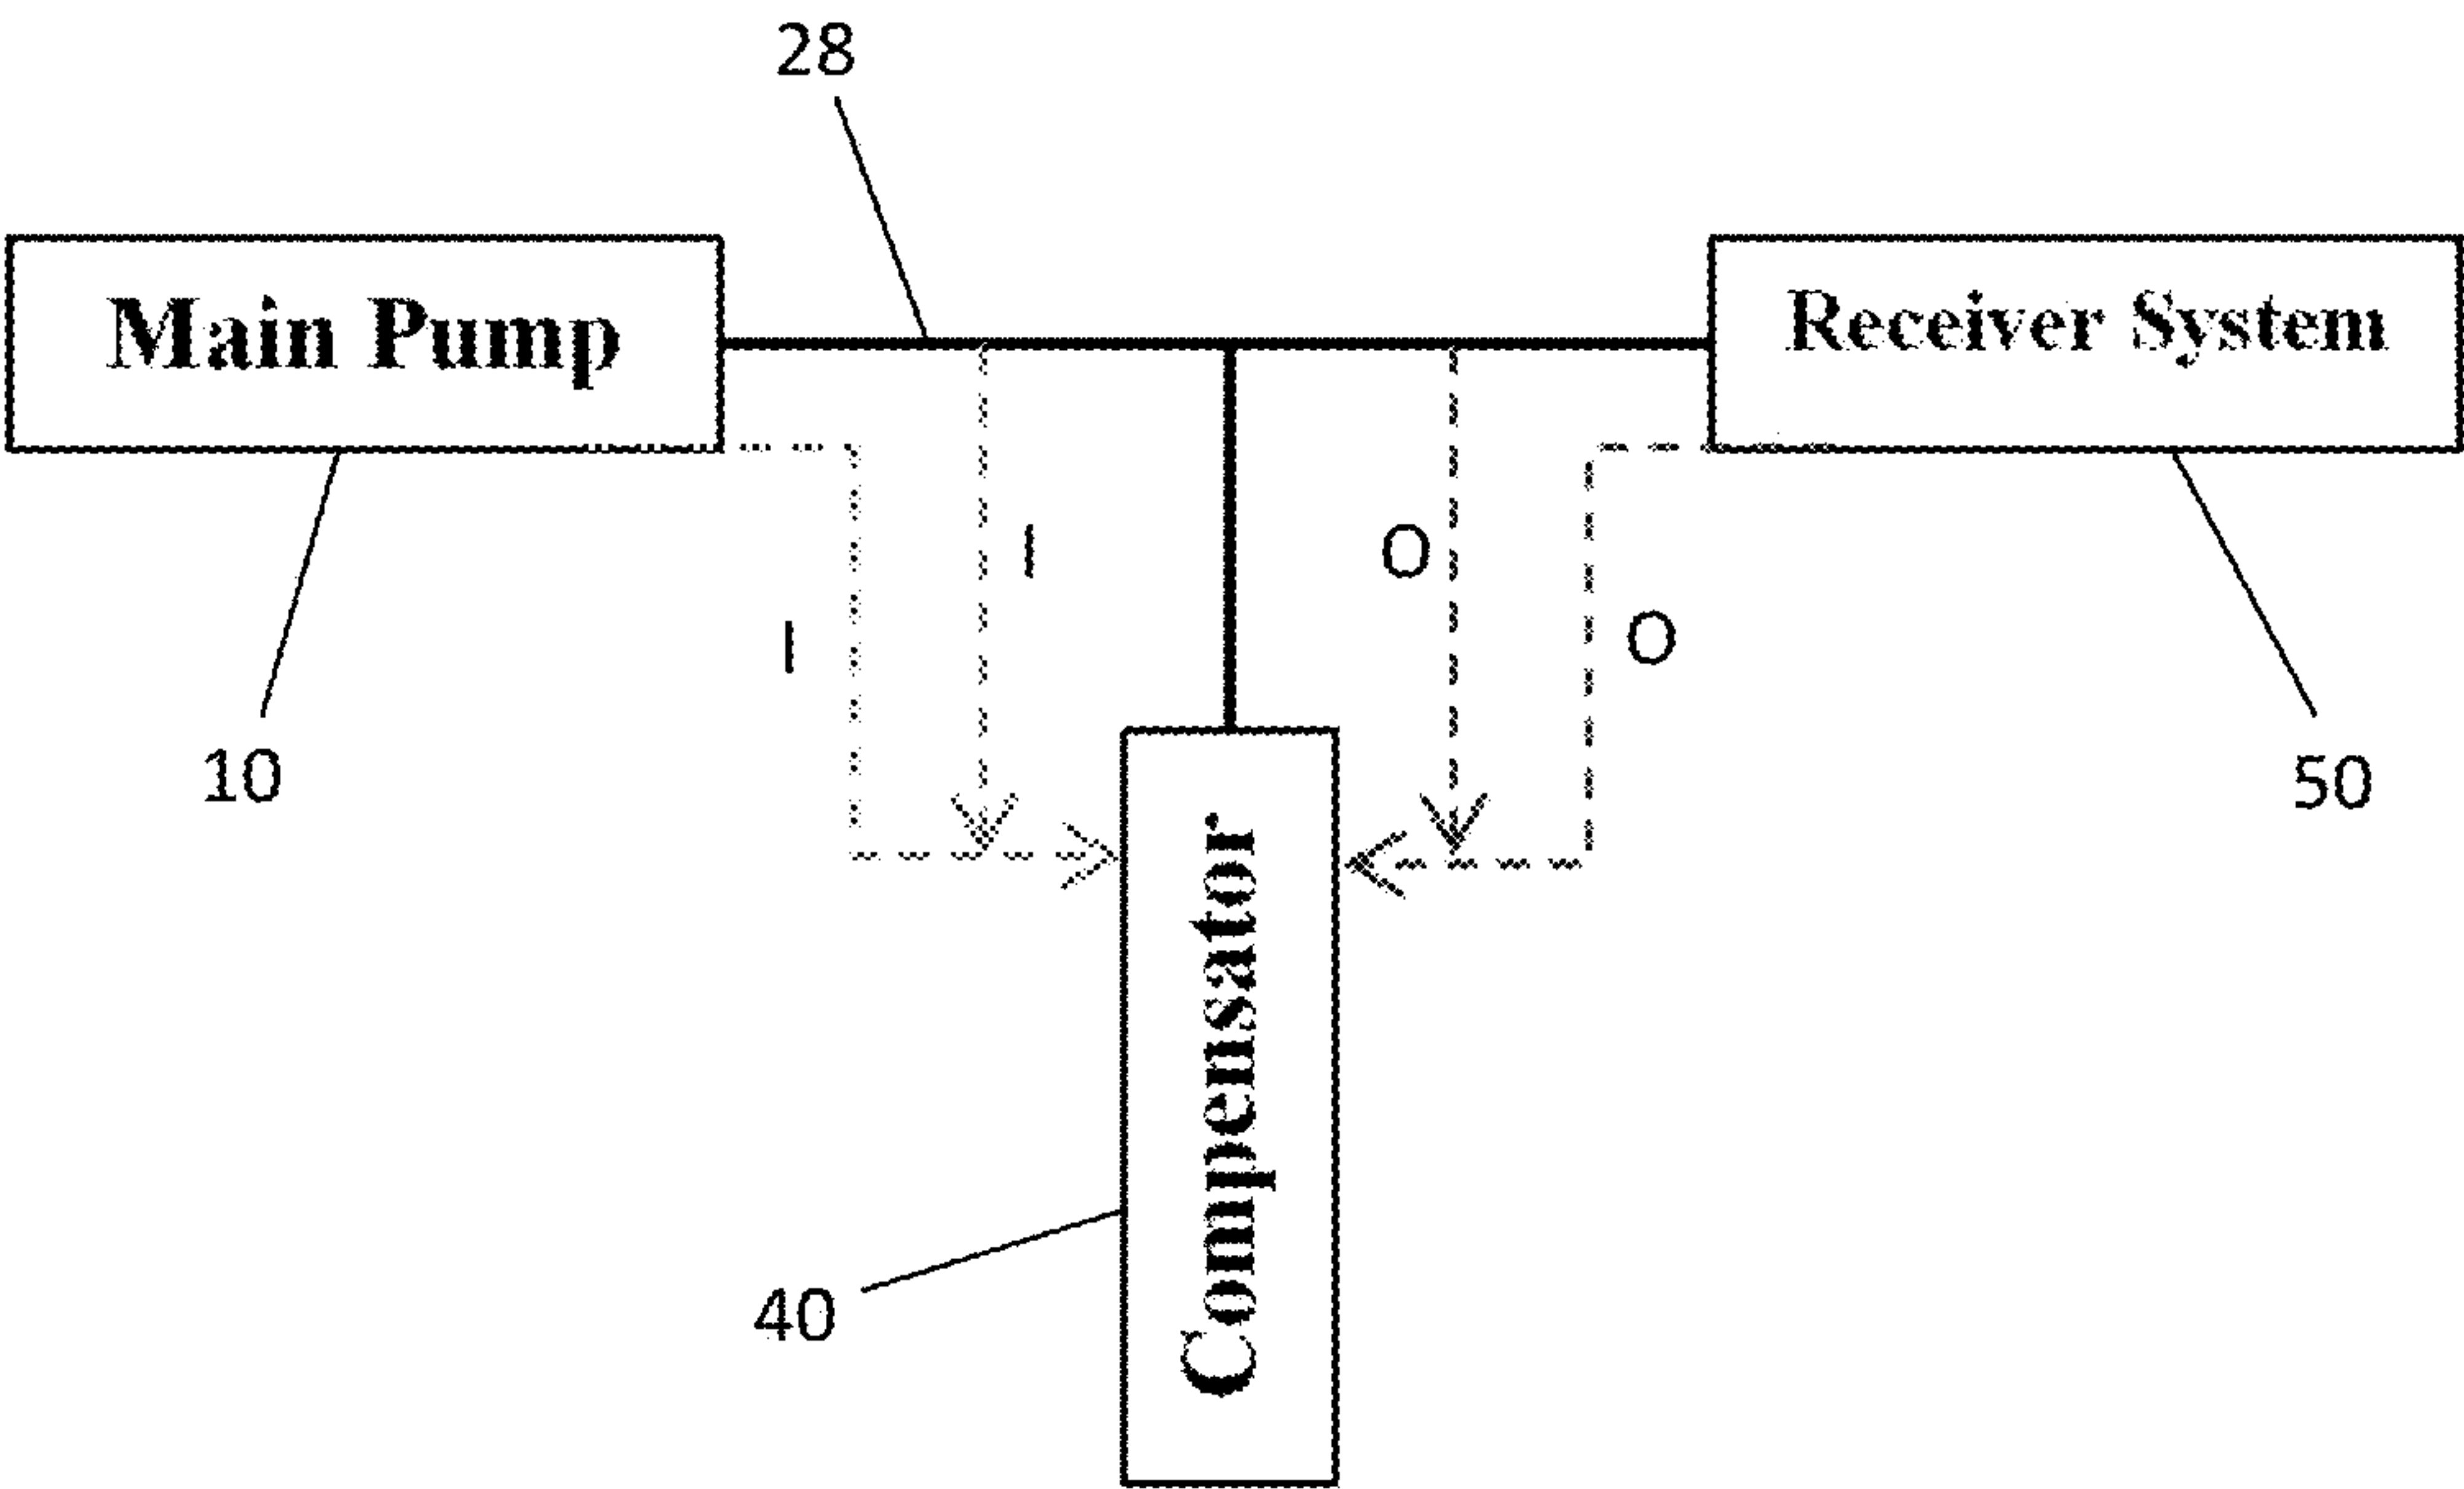 28
Main Pump
Receiver System
I
O
I
O
10
50
Compensator
40